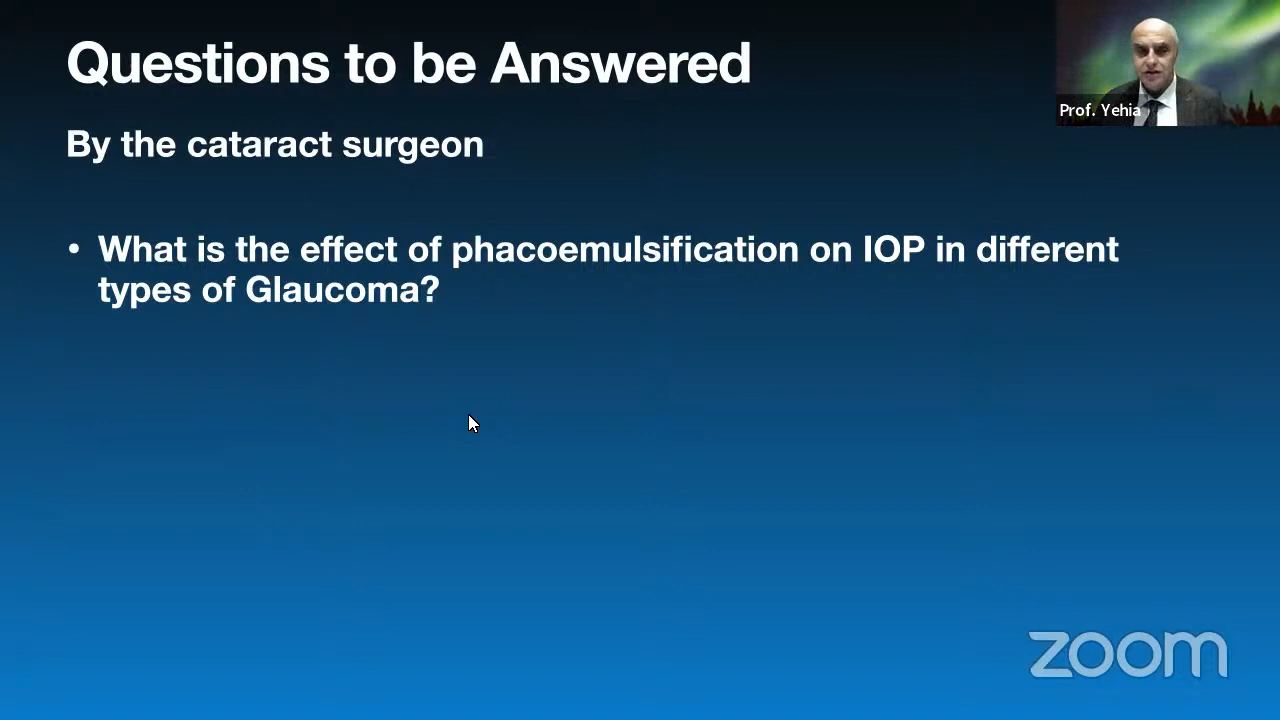 Questions to be Answered
Prof. Yehia
By the cataract surgeon
• What is the effect of phacoemulsification on IOP in different
types of Glaucoma?
zoom